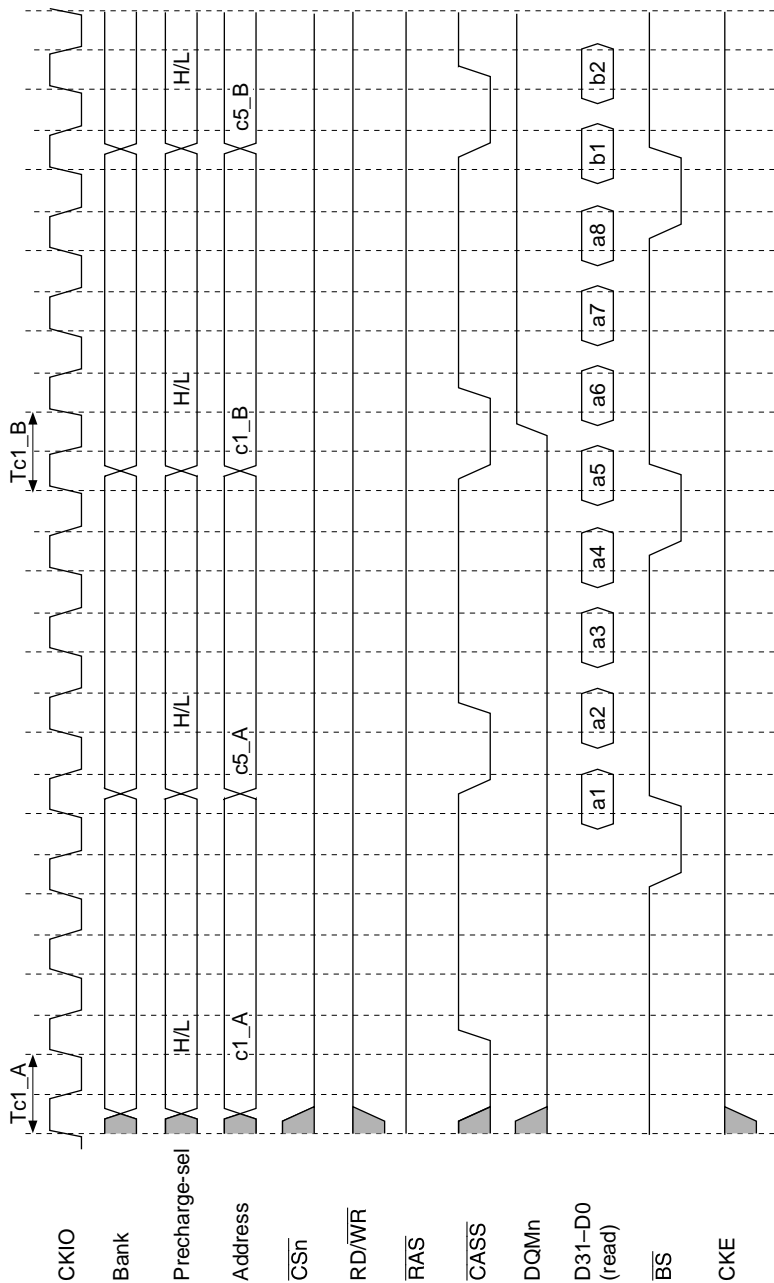 Tc1_A
Tc1_B
CKIO
Bank
Precharge-sel
H/L
H/L
H/L
H/L
Address
c1_A
c5_A
c1_B
c5_B
CSn
RD/WR
RAS
CASS
DQMn
D31–D0
(read)
a1
a2
a3
a4
a5
a6
a7
a8
b1
b2
BS
CKE